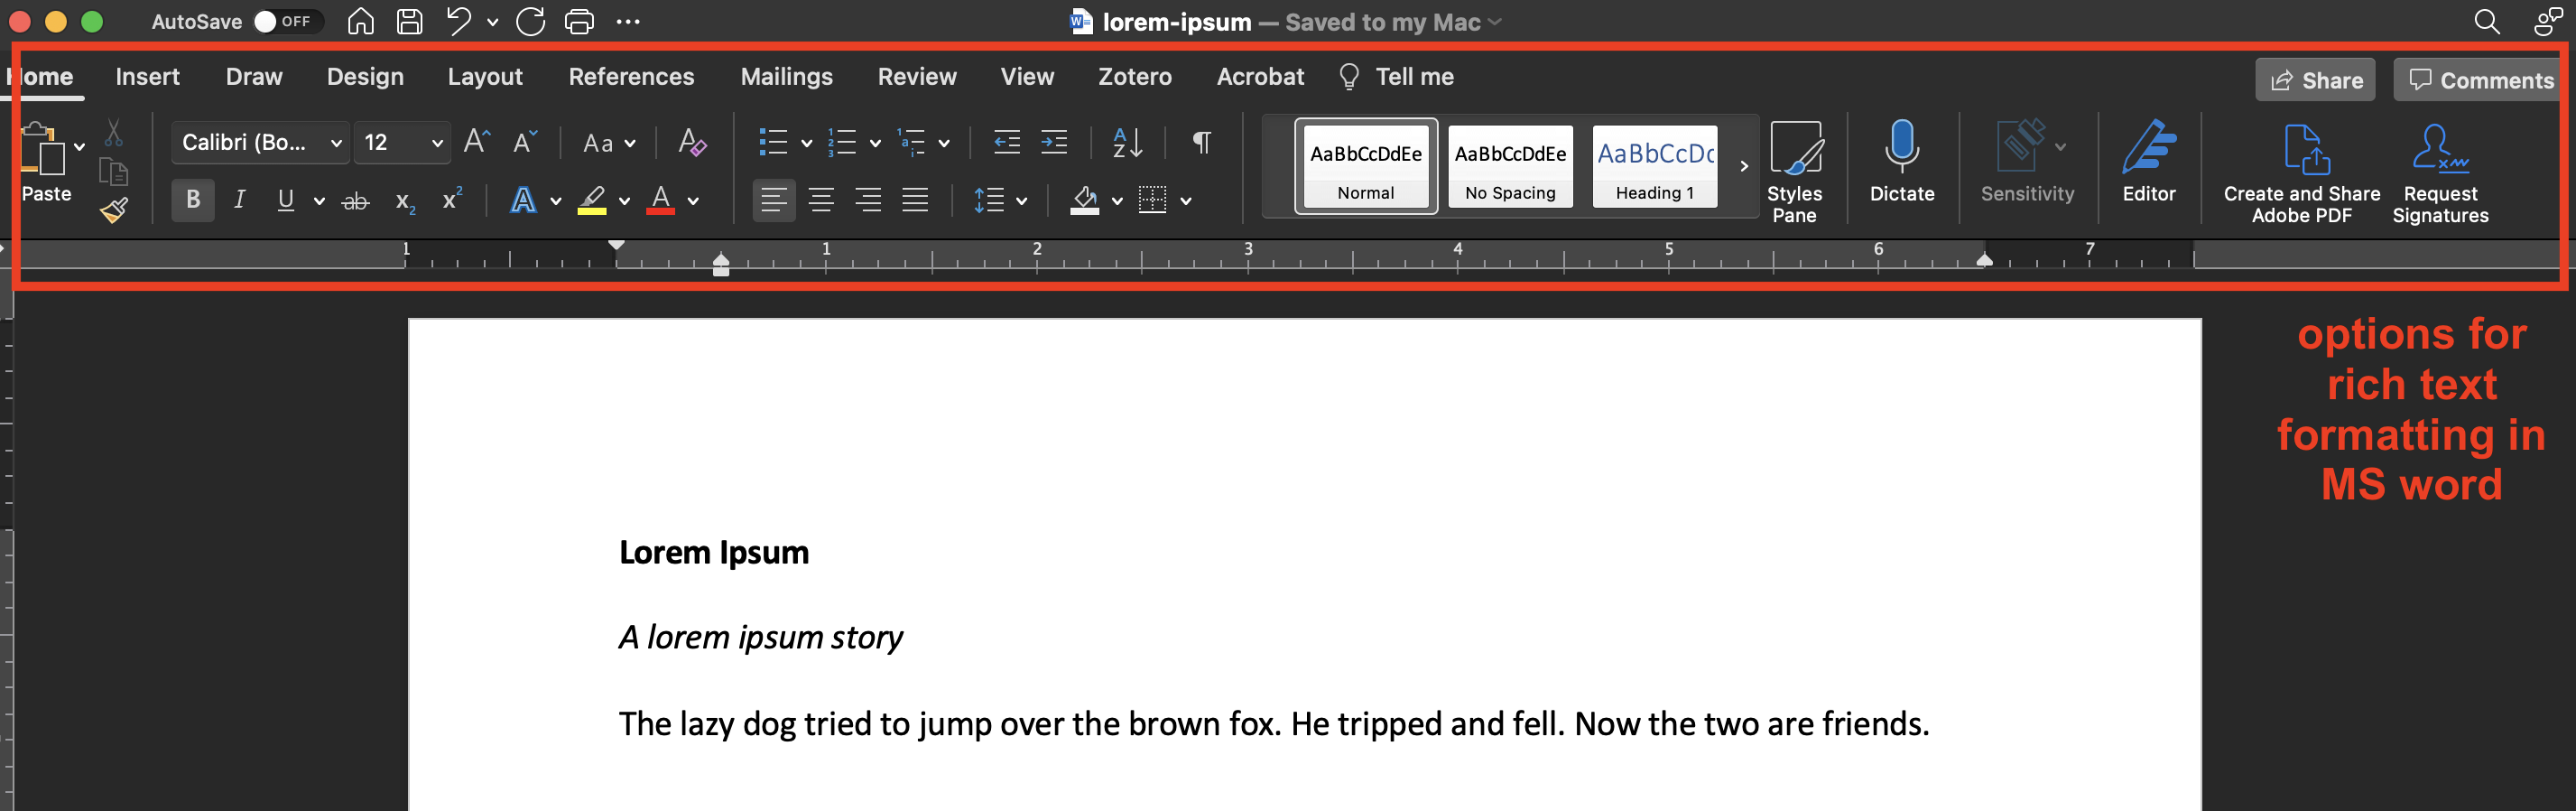 AutoSave OFF lorem-ipsum — Saved to my Mac
Home Insert Draw Design Layout References Mailings Review View Zotero Acrobat Tell me Share Comments
Calibri (Bo... 12 Aa
AaBbCcDdEe AaBbCcDdEe AaBbCcDc
Normal No Spacing Heading 1
Paste
B I U ab x2 x2 A A
Styles Pane
Dictate
Sensitivity
Editor
Create and Share
Adobe PDF
Request
Signatures
1 1 2 3 4 5 6 7
options for
rich text
formatting in
MS word
Lorem Ipsum
A lorem ipsum story
The lazy dog tried to jump over the brown fox. He tripped and fell. Now the two are friends.